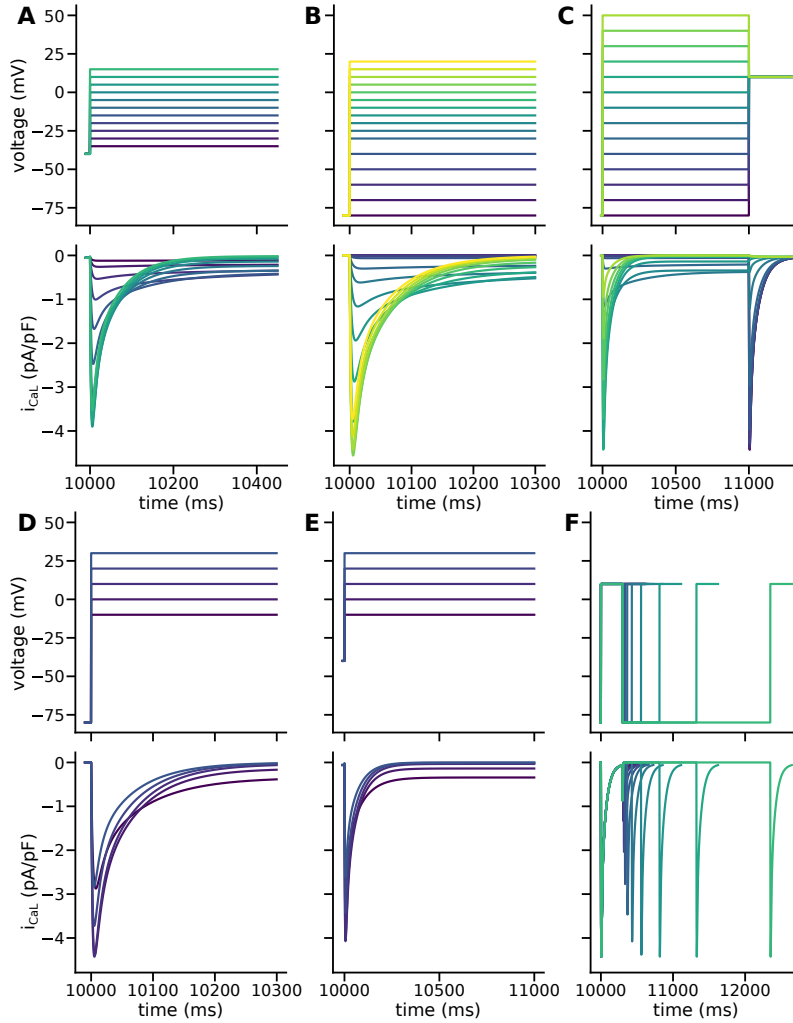 A
B
C
50
25
0
−25
−50
−75
voltage (mV)
0
−1
−2
−3
−4
i_CaL (pA/pF)
10000 10200 10400
10000 10100 10200 10300
10000 10500 11000
time (ms) time (ms) time (ms)
D
E
F
50
25
0
−25
−50
−75
voltage (mV)
0
−1
−2
−3
−4
i_CaL (pA/pF)
10000 10100 10200 10300
10000 10500 11000
10000 11000 12000
time (ms) time (ms) time (ms)